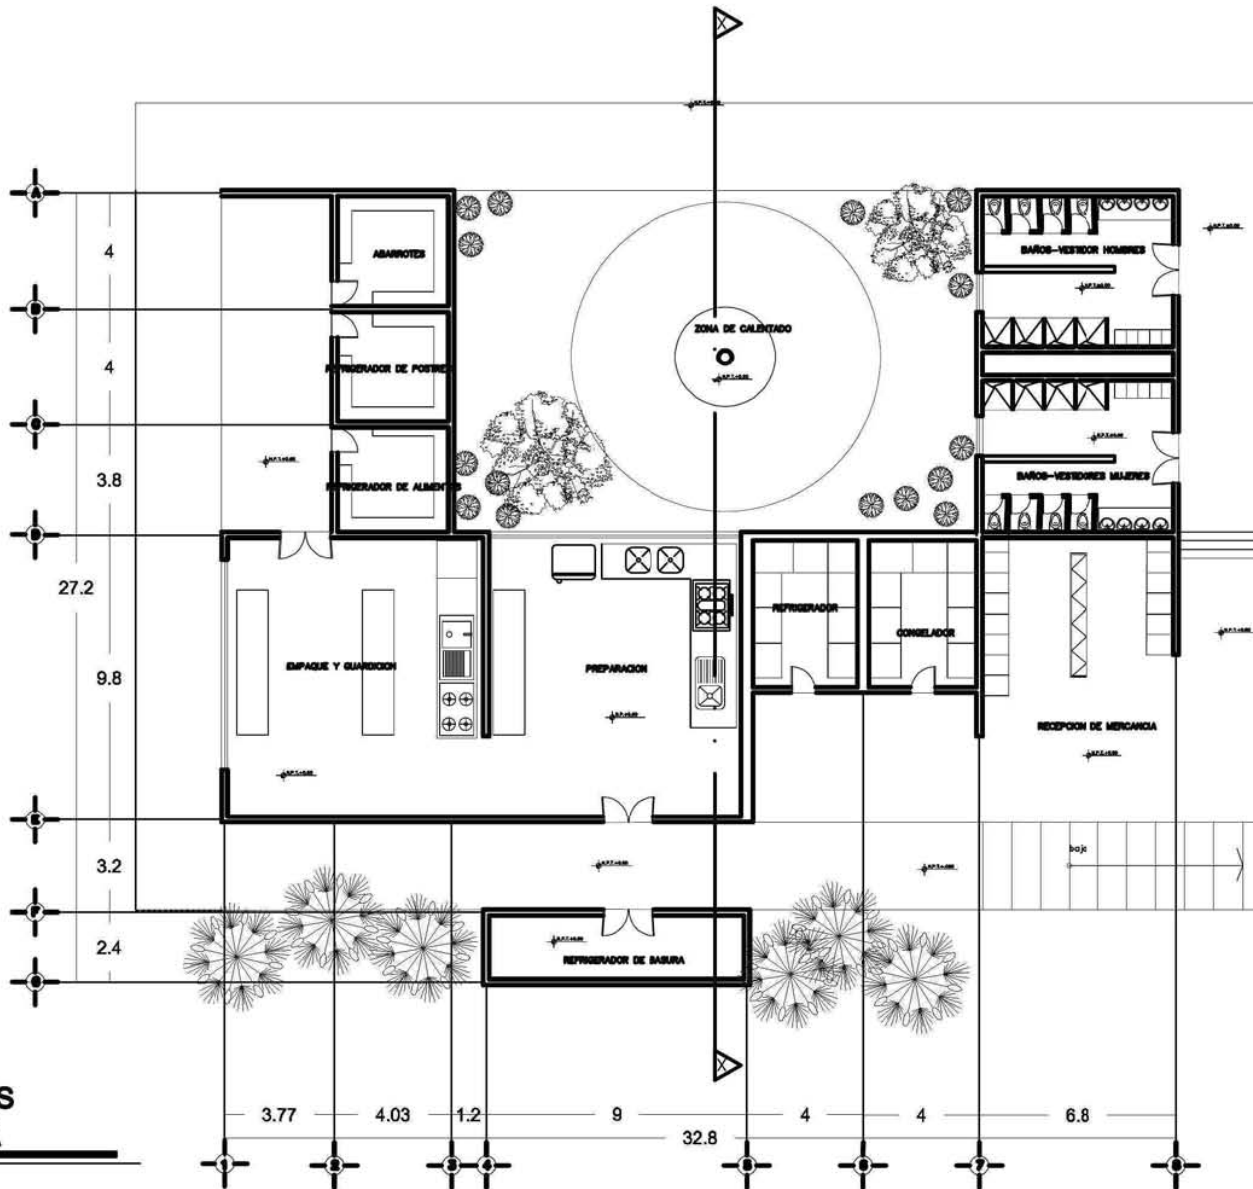 X
A
4
ABARROTES
BAÑOS-VESTIDOR HOMBRES
B
ZONA DE CALENTADO
4
REFRIGERADOR DE POSTRES
C
3.8
REFRIGERADOR DE ALIMENTOS
BAÑOS-VESTIDORES MUJERES
D
27.2
REFRIGERADOR
CONGELADOR
9.8
EMPAQUE Y GUARDICION
PREPARACION
RECEPCION DE MERCANCIA
E
baja
3.2
F
2.4
REFRIGERADOR DE BASURA
G
X
S
3.77
4.03
1.2
9
4
4
6.8
32.8
1
2
3
4
5
6
7
8